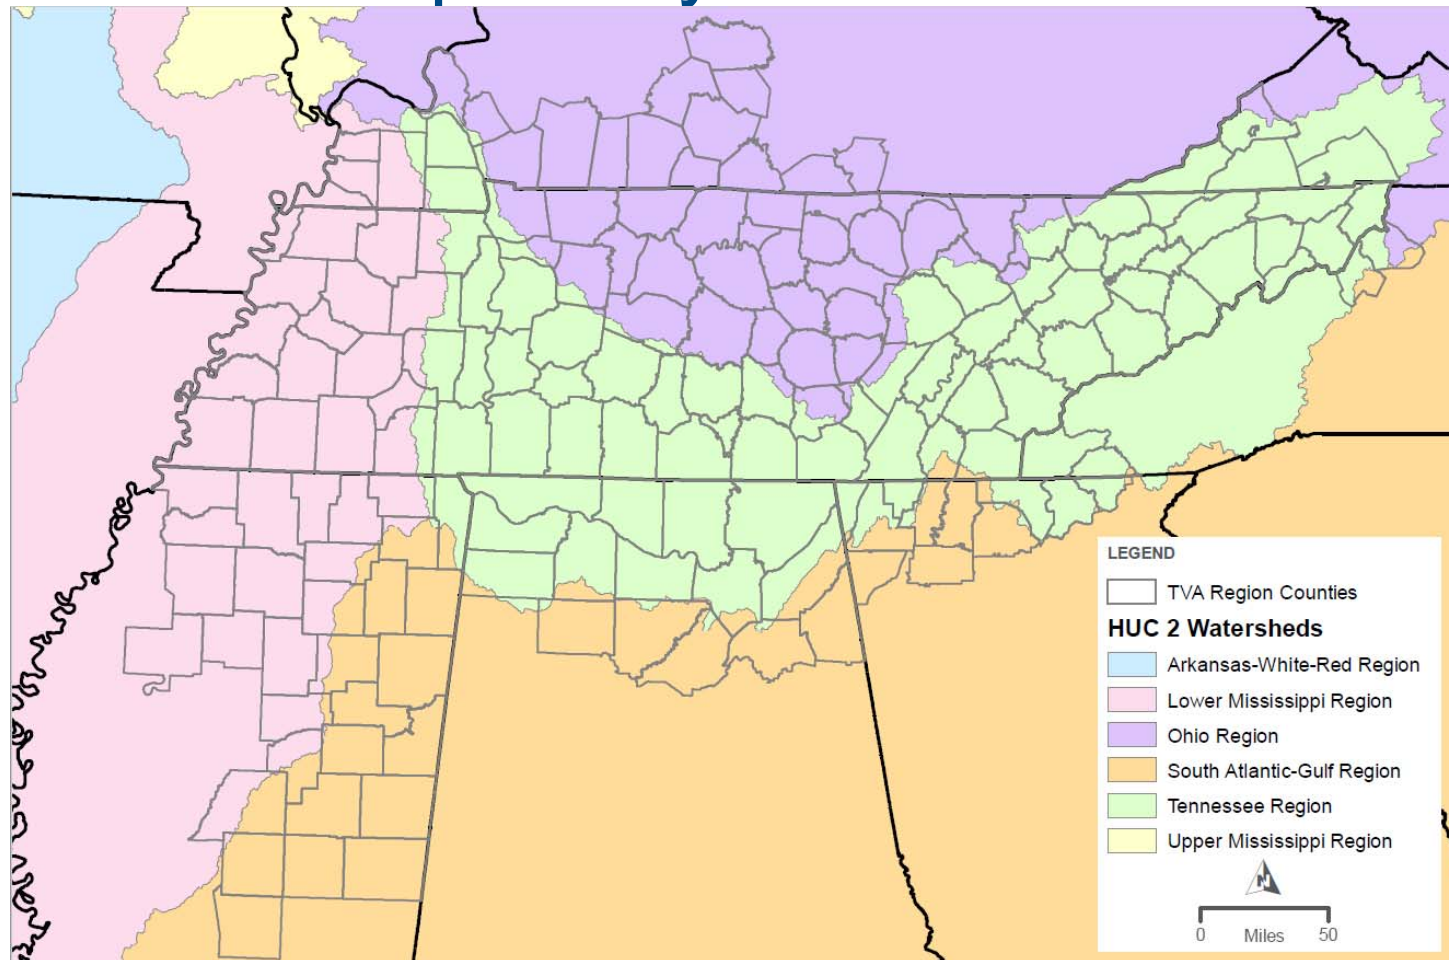 LEGEND
TVA Region Counties
HUC 2 Watersheds
Arkansas-White-Red Region
Lower Mississippi Region
Ohio Region
South Atlantic-Gulf Region
Tennessee Region
Upper Mississippi Region
N
0 Miles 50